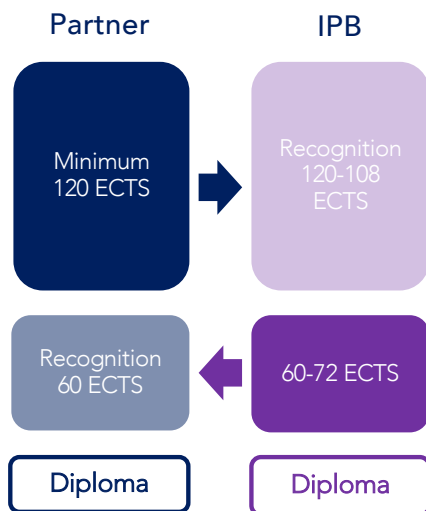 Partner
IPB
Minimum
120 ECTS
Recognition
120-108
ECTS
Recognition
60 ECTS
60-72 ECTS
Diploma
Diploma